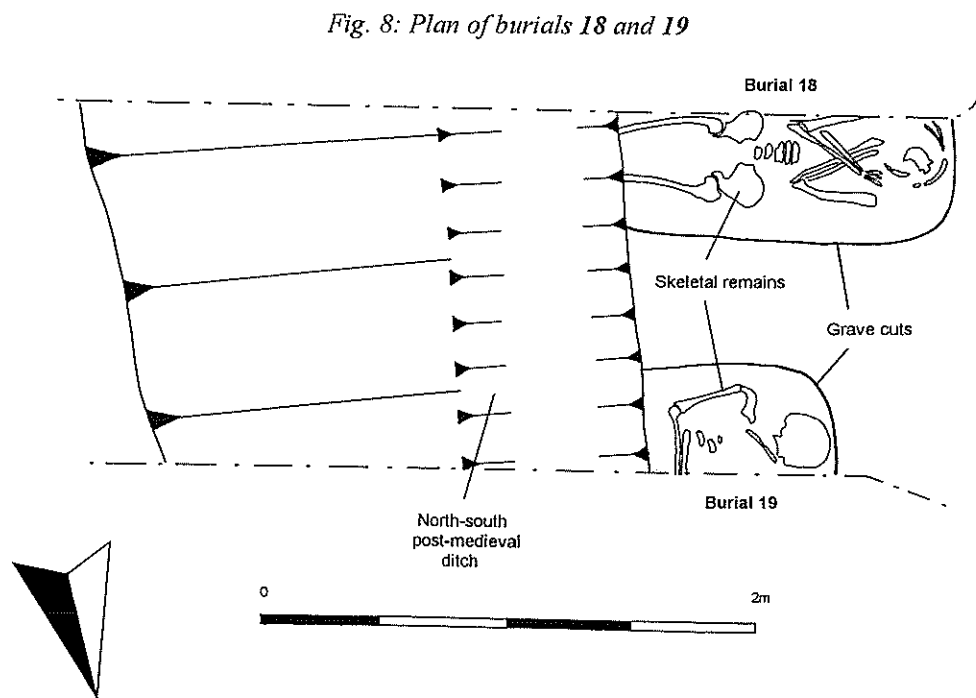 Fig. 8: Plan of burials 18 and 19
Burial 18
Skeletal remains
Grave cuts
Burial 19
North-south
post-medieval
ditch
0
2m